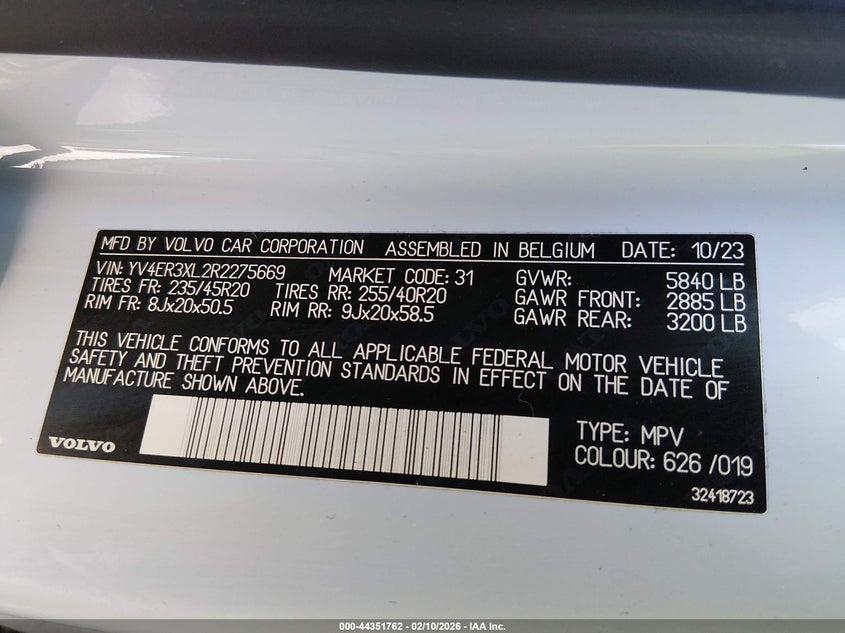 MFD BY VOLVO CAR CORPORATION ASSEMBLED IN BELGIUM DATE: 10/23
VIN: YV4ER3XL2R2275669 MARKET CODE: 31 GVWR: 5840 LB
TIRES FR: 235/45R20 TIRES RR: 255/40R20 GAWR FRONT: 2885 LB
RIM FR: 8Jx20x50.5 RIM RR: 9Jx20x58.5 GAWR REAR: 3200 LB
THIS VEHICLE CONFORMS TO ALL APPLICABLE FEDERAL MOTOR VEHICLE
SAFETY AND THEFT PREVENTION STANDARDS IN EFFECT ON THE DATE OF
MANUFACTURE SHOWN ABOVE.
VOLVO
TYPE: MPV
COLOUR: 626 /019
32418723
000-44351762 - 02/10/2026 - IAA Inc.